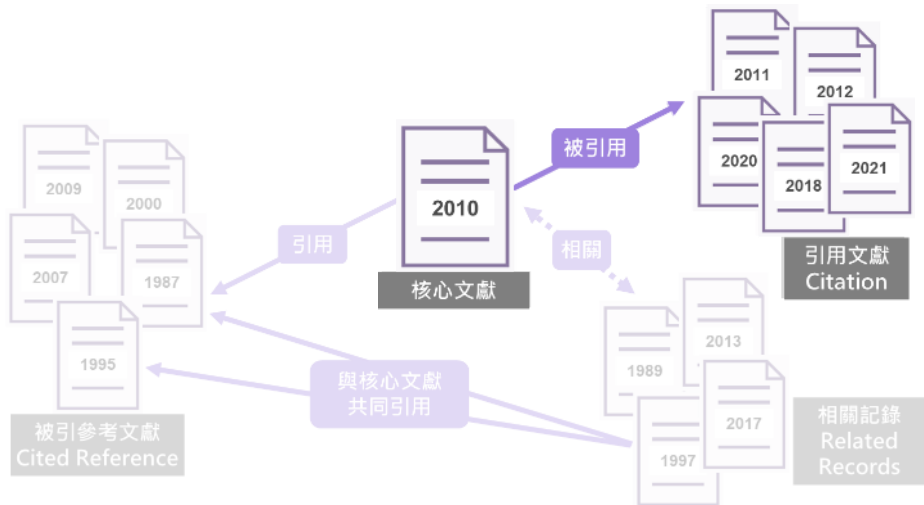 2011
2012
2020
2018
2021
被引用
引用文獻
Citation
2010
核心文獻
引用
相關
2009
2000
2007
1987
1995
被引參考文獻
Cited Reference
與核心文獻
共同引用
1989
2013
1997
2017
相關記錄
Related
Records